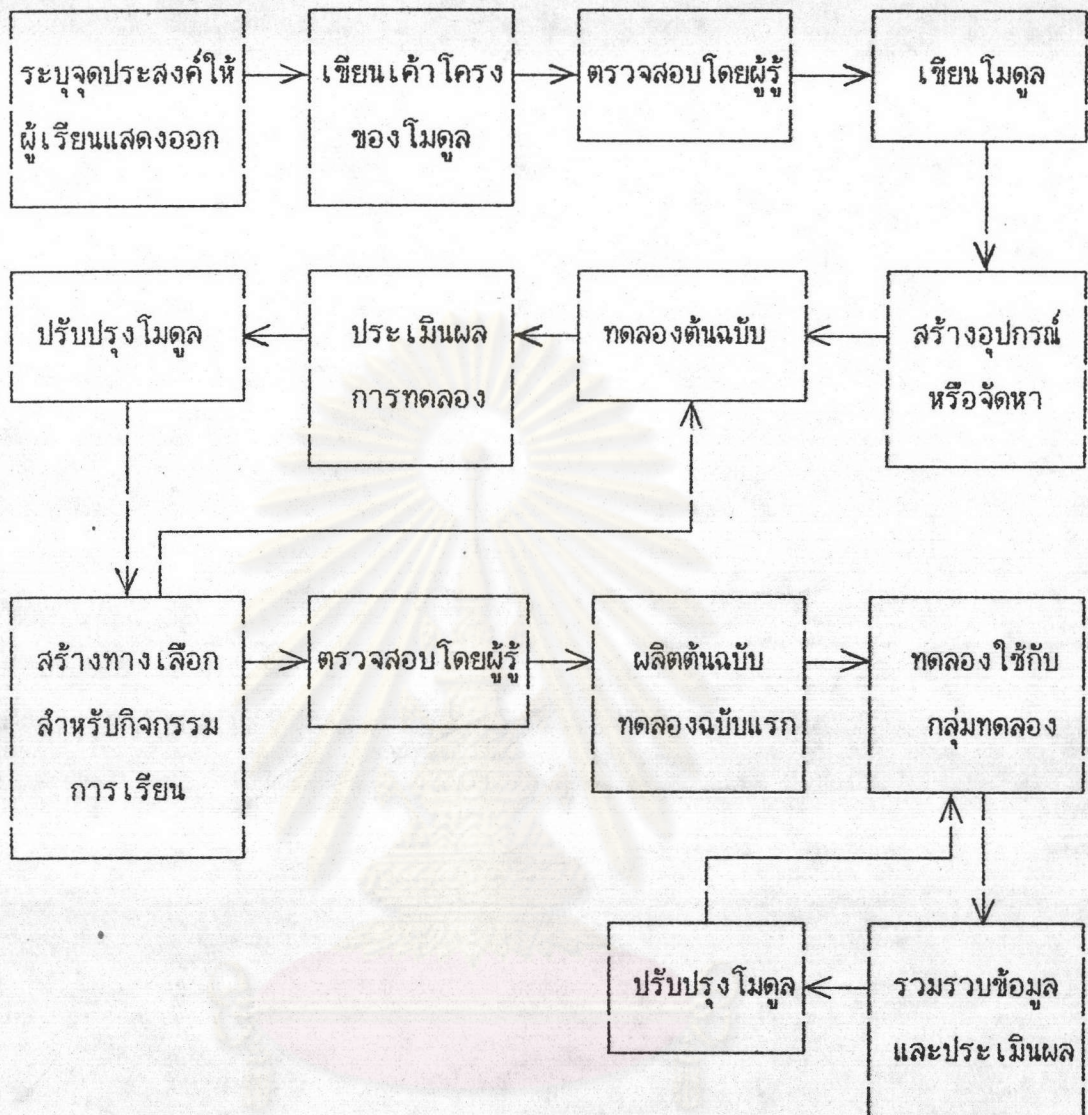 ระบุจุดประสงค์ให้
ผู้เรียนแสดงออก
เขียนเค้าโครง
ของโมดูล
ตรวจสอบโดยผู้รู้
เขียนโมดูล
ปรับปรุงโมดูล
ประเมินผล
การทดลอง
ทดลองต้นฉบับ
สร้างอุปกรณ์
หรือจัดหา
สร้างทางเลือก
สำหรับกิจกรรม
การเรียน
ตรวจสอบโดยผู้รู้
ผลิตต้นฉบับ
ทดลองฉบับแรก
ทดลองใช้กับ
กลุ่มทดลอง
ปรับปรุงโมดูล
รวมรวบข้อมูล
และประเมินผล